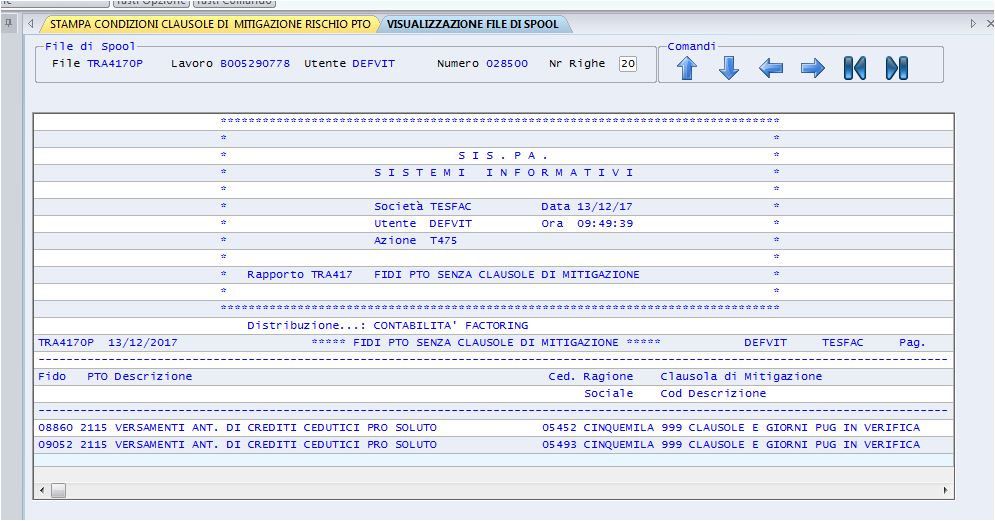 Tasti Opzione Tasti Comando
STAMPA CONDIZIONI CLAUSOLE DI MITIGAZIONE RISCHIO PTO VISUALIZZAZIONE FILE DI SPOOL
File di Spool Comandi
File TRA4170P Lavoro B005290778 Utente DEFVIT Numero 028500 Nr Righe 20
********************************************************************************
* *
* S I S . P A . *
* S I S T E M I I N F O R M A T I V I *
* *
* Società TESFAC Data 13/12/17 *
* Utente DEFVIT Ora 09:49:39 *
* Azione T475 *
* *
* Rapporto TRA417 FIDI PTO SENZA CLAUSOLE DI MITIGAZIONE *
* *
********************************************************************************
Distribuzione...: CONTABILITA' FACTORING
TRA4170P 13/12/2017 ***** FIDI PTO SENZA CLAUSOLE DI MITIGAZIONE ***** DEFVIT TESFAC Pag.
----------------------------------------------------------------------------------------------------------------------------------
Fido PTO Descrizione Ced. Ragione Clausola di Mitigazione
Sociale Cod Descrizione
----------------------------------------------------------------------------------------------------------------------------------
08860 2115 VERSAMENTI ANT. DI CREDITI CEDUTICI PRO SOLUTO 05452 CINQUEMILA 999 CLAUSOLE E GIORNI PUG IN VERIFICA
09052 2115 VERSAMENTI ANT. DI CREDITI CEDUTICI PRO SOLUTO 05493 CINQUEMILA 999 CLAUSOLE E GIORNI PUG IN VERIFICA